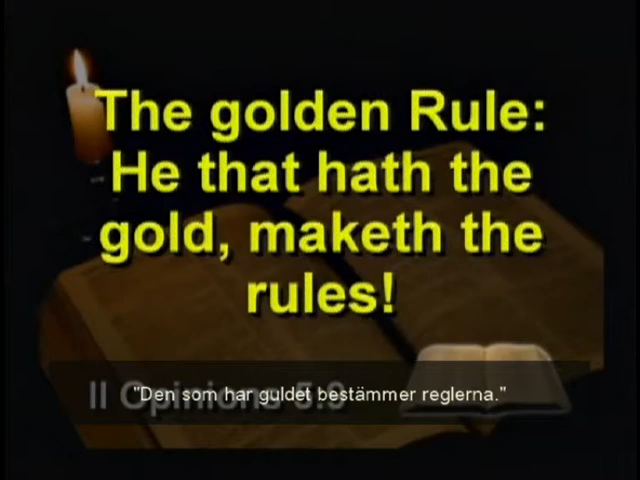 The golden Rule:
He that hath the
gold, maketh the
rules!
II Opinions 5:9
"Den som har guldet bestämmer reglerna."